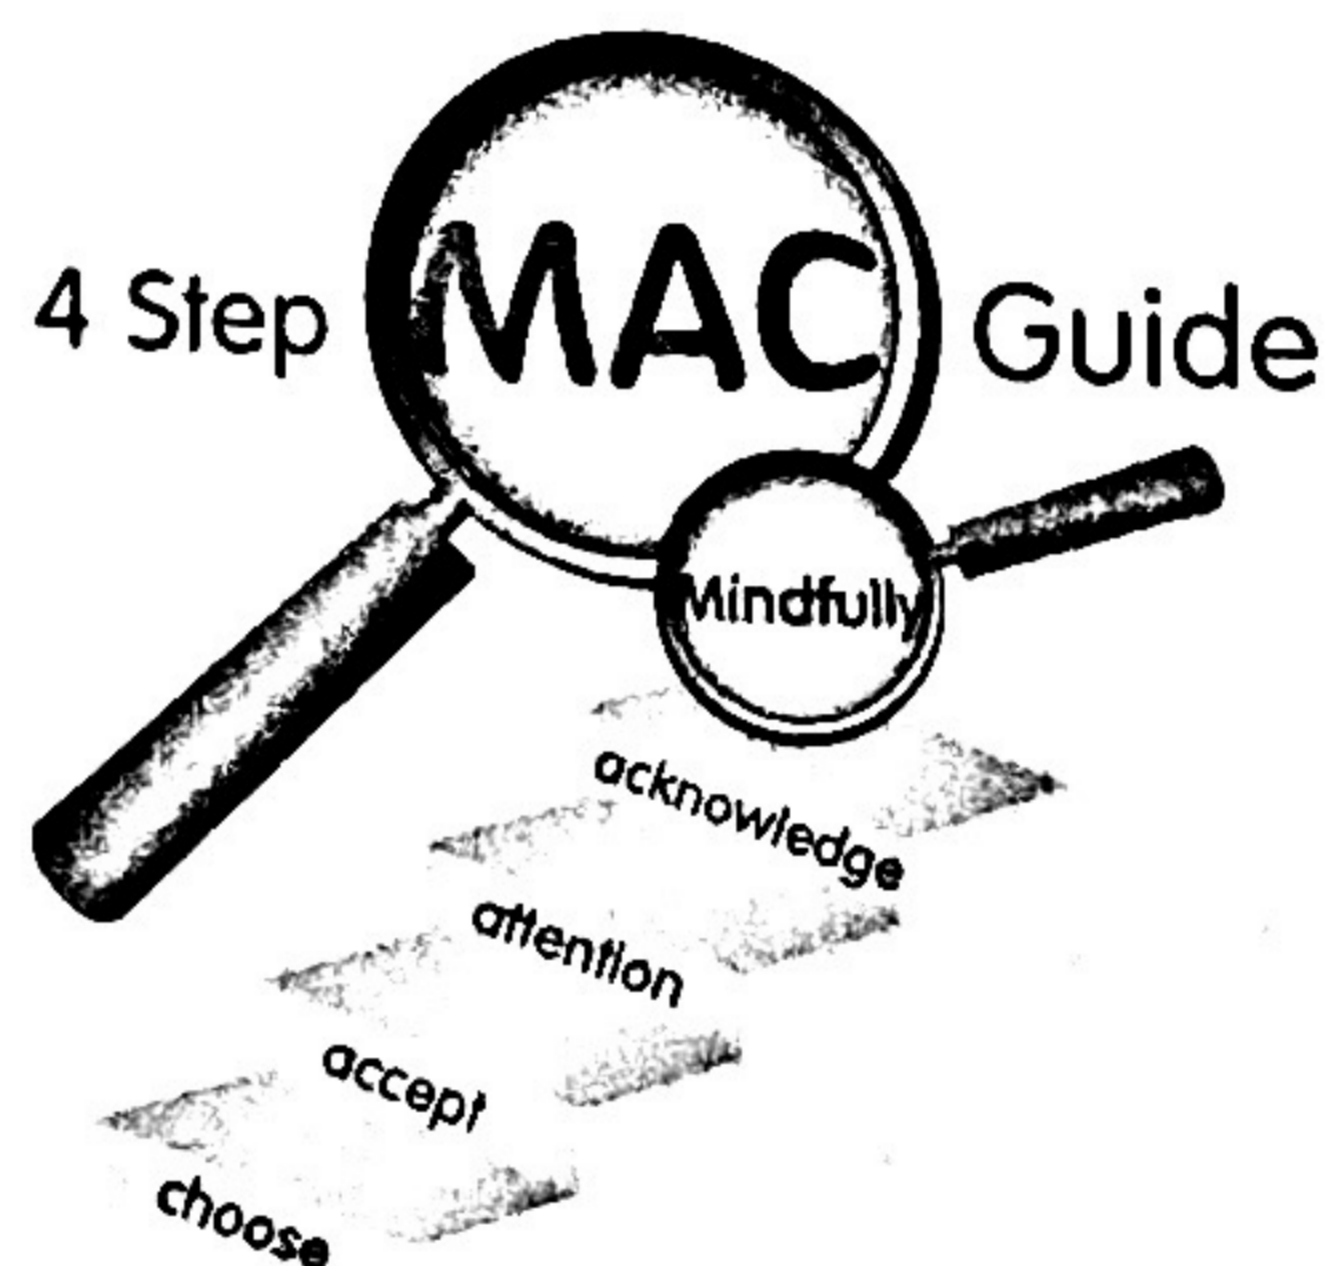 4 Step MAC Guide
Mindfully
acknowledge
attention
accept
choose